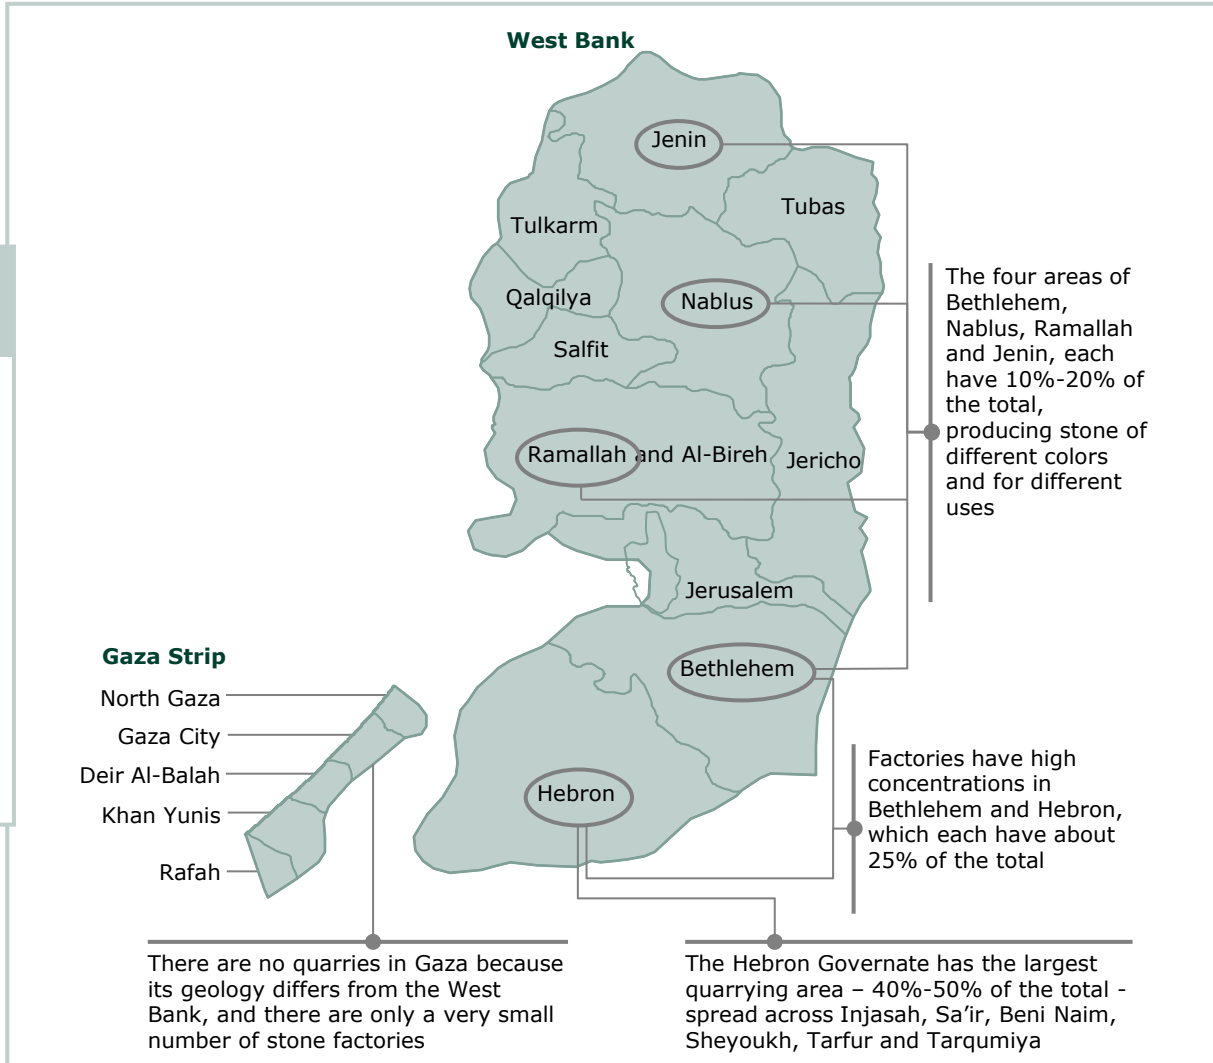 West Bank
Jenin
Tubas
Tulkarm
Qalqilya
Nablus
Salfit
Ramallah and Al-Bireh
Jericho
Jerusalem
Bethlehem
Hebron
The four areas of
Bethlehem,
Nablus, Ramallah
and Jenin, each
have 10%-20% of
the total,
producing stone of
different colors
and for different
uses
Gaza Strip
North Gaza
Gaza City
Deir Al-Balah
Khan Yunis
Rafah
Factories have high
concentrations in
Bethlehem and Hebron,
which each have about
25% of the total
There are no quarries in Gaza because
its geology differs from the West
Bank, and there are only a very small
number of stone factories
The Hebron Governate has the largest
quarrying area – 40%-50% of the total -
spread across Injasah, Sa’ir, Beni Naim,
Sheyoukh, Tarfur and Tarqumiya